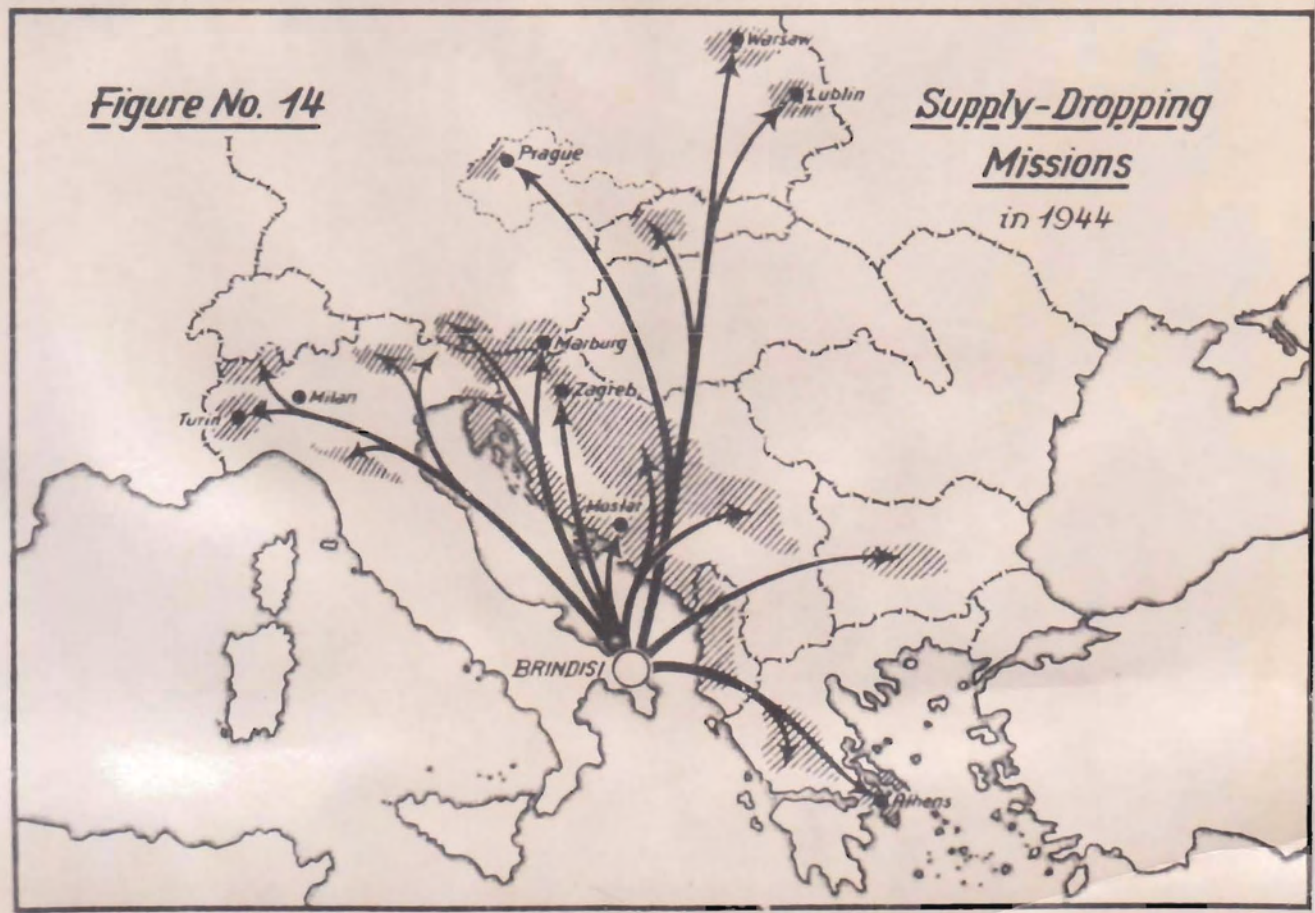 Figure No. 14
Supply-Dropping
Missions
in 1944
Warsaw
Lublin
Prague
Marburg
Zagreb
Milan
Turin
Mostar
BRINDISI
Athens